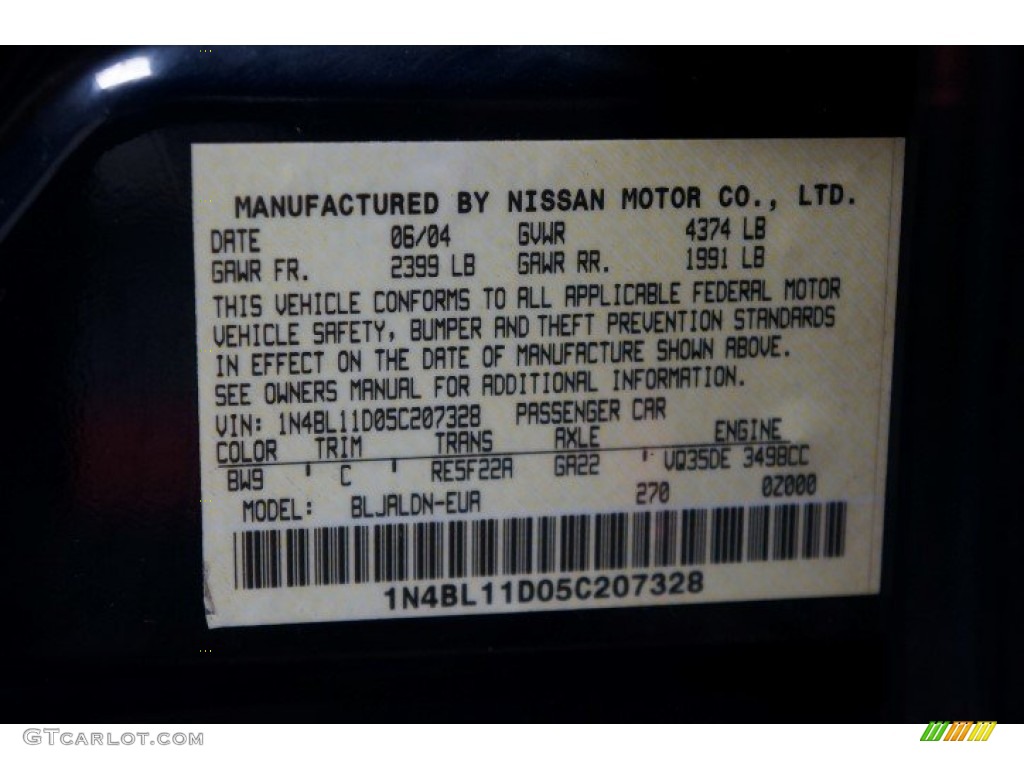 MANUFACTURED BY NISSAN MOTOR CO., LTD.
DATE 06/04 GVWR 4374 LB
GAWR FR. 2399 LB GAWR RR. 1991 LB
THIS VEHICLE CONFORMS TO ALL APPLICABLE FEDERAL MOTOR
VEHICLE SAFETY, BUMPER AND THEFT PREVENTION STANDARDS
IN EFFECT ON THE DATE OF MANUFACTURE SHOWN ABOVE.
SEE OWNERS MANUAL FOR ADDITIONAL INFORMATION.
VIN: 1N4BL11D05C207328 PASSENGER CAR
COLOR TRIM TRANS AXLE ENGINE
BW9 ' C ' RE5F22A GA22 ' VQ35DE 3498CC
MODEL: BLJALDN-EUA 270 0Z000
1N4BL11D05C207328
GTCARLOT.COM